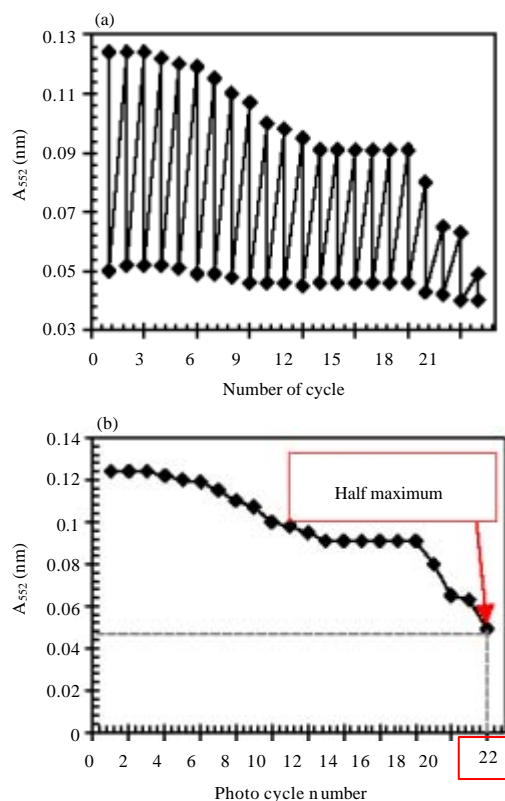 (a)
0.13
0.11
0.09
0.07
0.05
0.03
A552 (nm)
0 3 6 9 12 15 18 21
Number of cycle
(b)
0.14
0.12
0.1
0.08
0.06
0.04
0.02
0
A552 (nm)
Half maximum
0 2 4 6 8 10 12 14 16 18 20 22
Photo cycle number